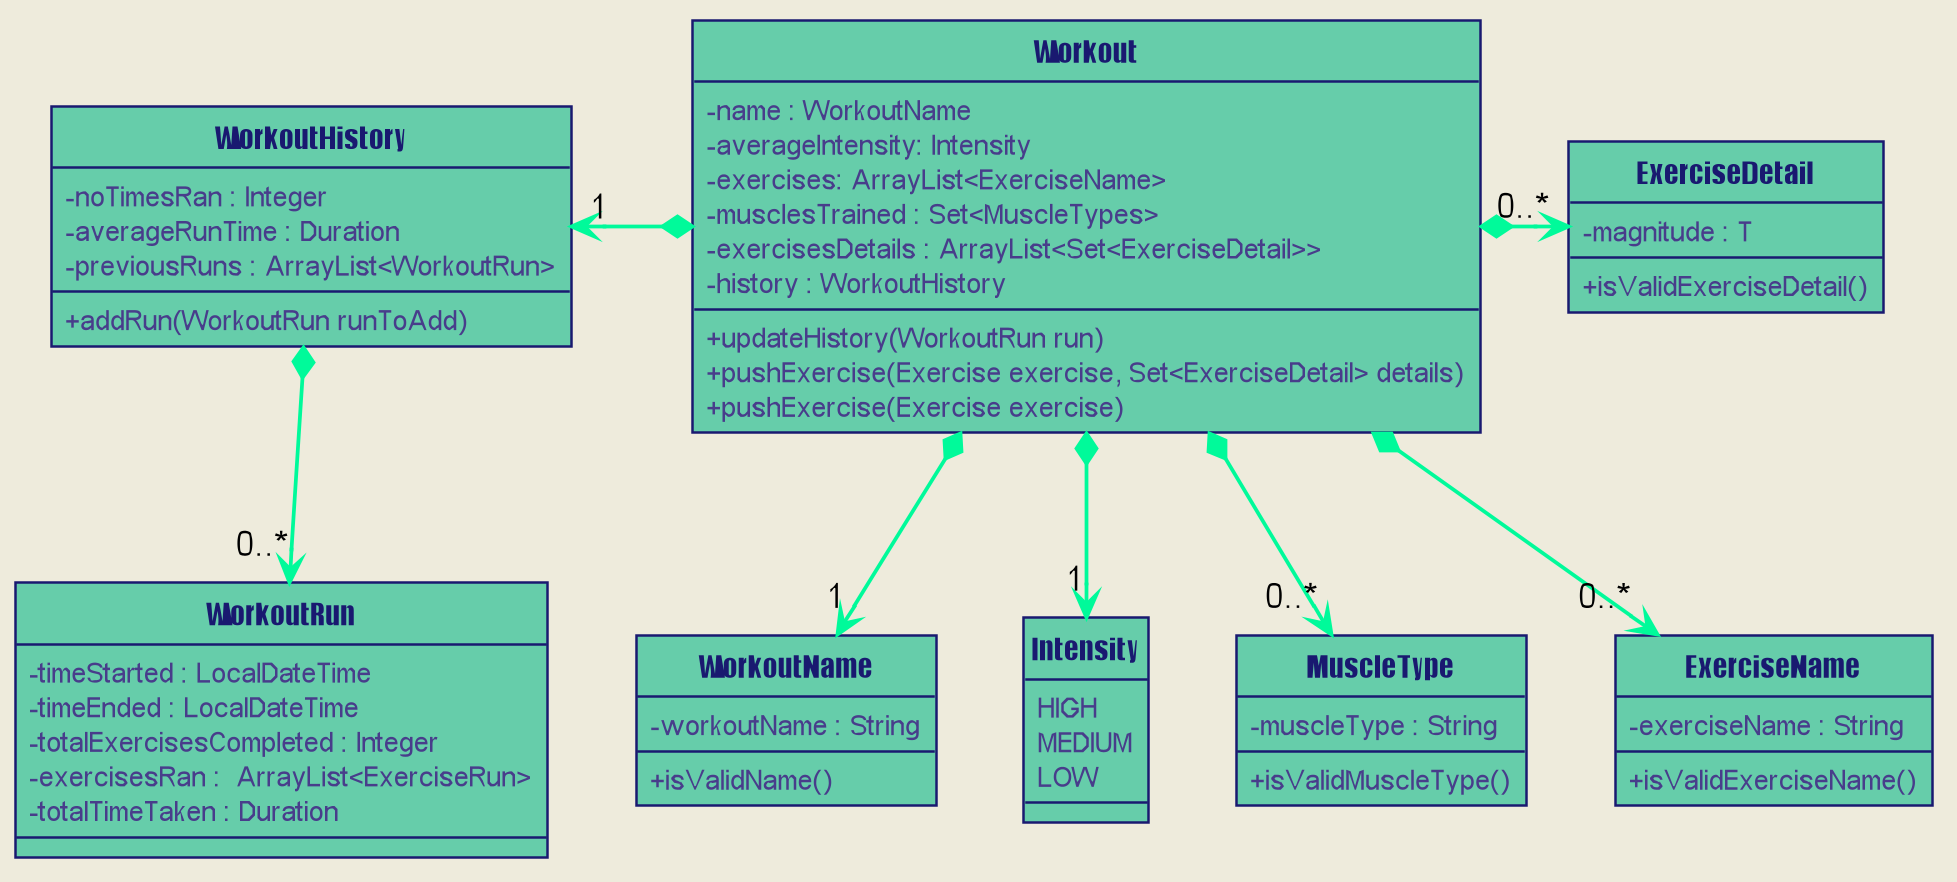 Workout
-name : WorkoutName
-averageIntensity: Intensity
-exercises: ArrayList<ExerciseName>
-musclesTrained : Set<MuscleTypes>
-exercisesDetails : ArrayList<Set<ExerciseDetail>>
-history : WorkoutHistory
+updateHistory(WorkoutRun run)
+pushExercise(Exercise exercise, Set<ExerciseDetail> details)
+pushExercise(Exercise exercise)
WorkoutHistory
-noTimesRan : Integer
-averageRunTime : Duration
-previousRuns : ArrayList<WorkoutRun>
+addRun(WorkoutRun runToAdd)
1
0..*
ExerciseDetail
-magnitude : T
+isValidExerciseDetail()
0..*
1
1
0..*
0..*
WorkoutRun
-timeStarted : LocalDateTime
-timeEnded : LocalDateTime
-totalExercisesCompleted : Integer
-exercisesRan :  ArrayList<ExerciseRun>
-totalTimeTaken : Duration
WorkoutName
-workoutName : String
+isValidName()
Intensity
HIGH
MEDIUM
LOW
MuscleType
-muscleType : String
+isValidMuscleType()
ExerciseName
-exerciseName : String
+isValidExerciseName()